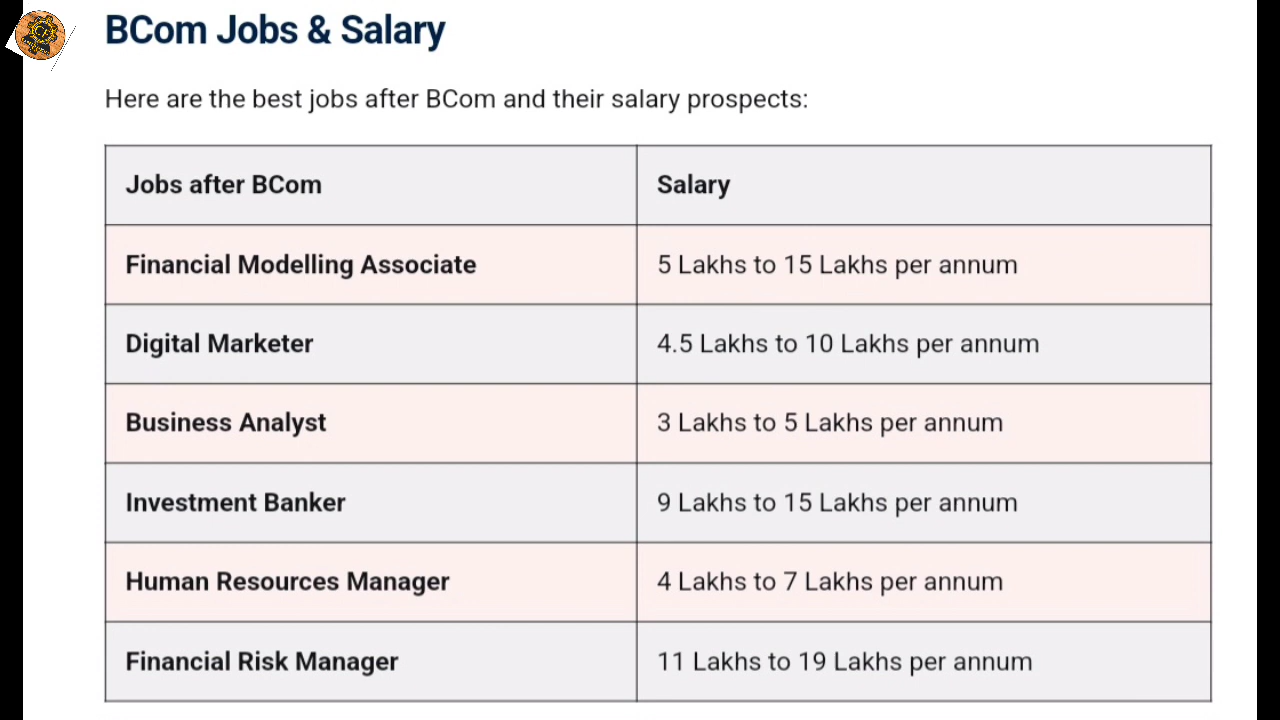 BCom Jobs & Salary
Here are the best jobs after BCom and their salary prospects:
Jobs after BCom Salary
Financial Modelling Associate 5 Lakhs to 15 Lakhs per annum
Digital Marketer 4.5 Lakhs to 10 Lakhs per annum
Business Analyst 3 Lakhs to 5 Lakhs per annum
Investment Banker 9 Lakhs to 15 Lakhs per annum
Human Resources Manager 4 Lakhs to 7 Lakhs per annum
Financial Risk Manager 11 Lakhs to 19 Lakhs per annum